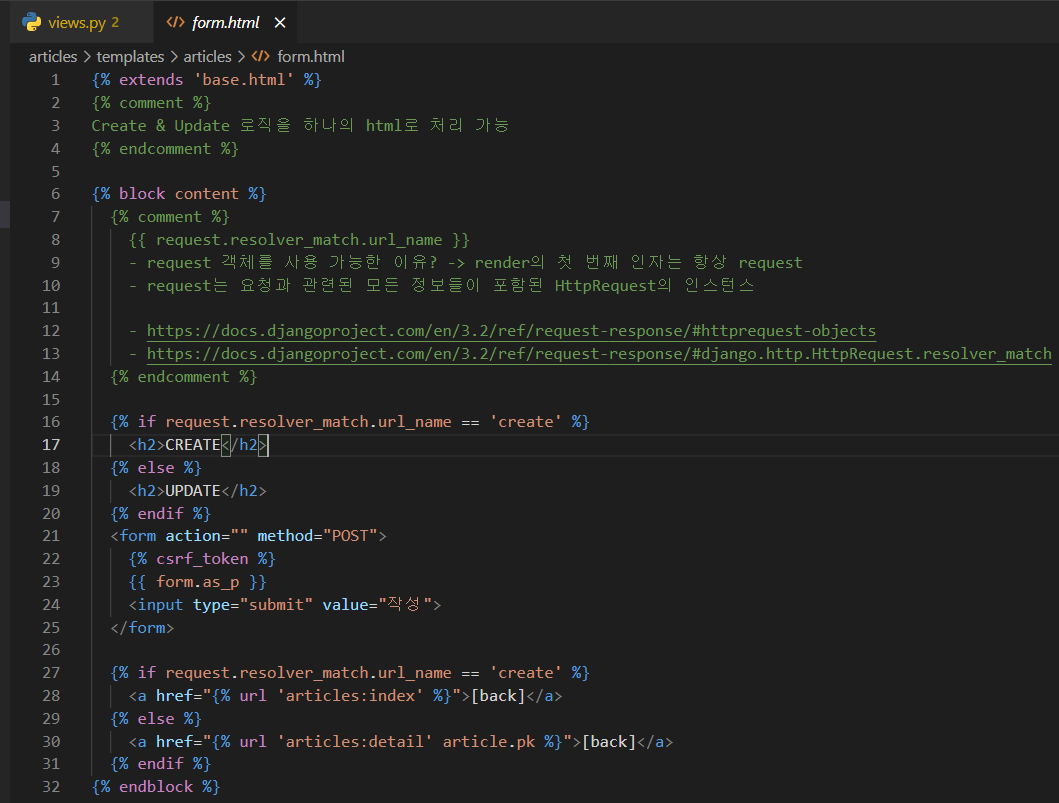 views.py 2
form.html
articles > templates > articles > form.html
1 {% extends 'base.html' %}
2 {% comment %}
3 Create & Update 로직을 하나의 html로 처리 가능
4 {% endcomment %}
5
6 {% block content %}
7 {% comment %}
8 {{ request.resolver_match.url_name }}
9 - request 객체를 사용 가능한 이유? -> render의 첫 번째 인자는 항상 request
10 - request는 요청과 관련된 모든 정보들이 포함된 HttpRequest의 인스턴스
11
12 - https://docs.djangoproject.com/en/3.2/ref/request-response/#httprequest-objects
13 - https://docs.djangoproject.com/en/3.2/ref/request-response/#django.http.HttpRequest.resolver_match
14 {% endcomment %}
15
16 {% if request.resolver_match.url_name == 'create' %}
17 <h2>CREATE</h2>
18 {% else %}
19 <h2>UPDATE</h2>
20 {% endif %}
21 <form action="" method="POST">
22 {% csrf_token %}
23 {{ form.as_p }}
24 <input type="submit" value="작성">
25 </form>
26
27 {% if request.resolver_match.url_name == 'create' %}
28 <a href="{% url 'articles:index' %}">[back]</a>
29 {% else %}
30 <a href="{% url 'articles:detail' article.pk %}">[back]</a>
31 {% endif %}
32 {% endblock %}